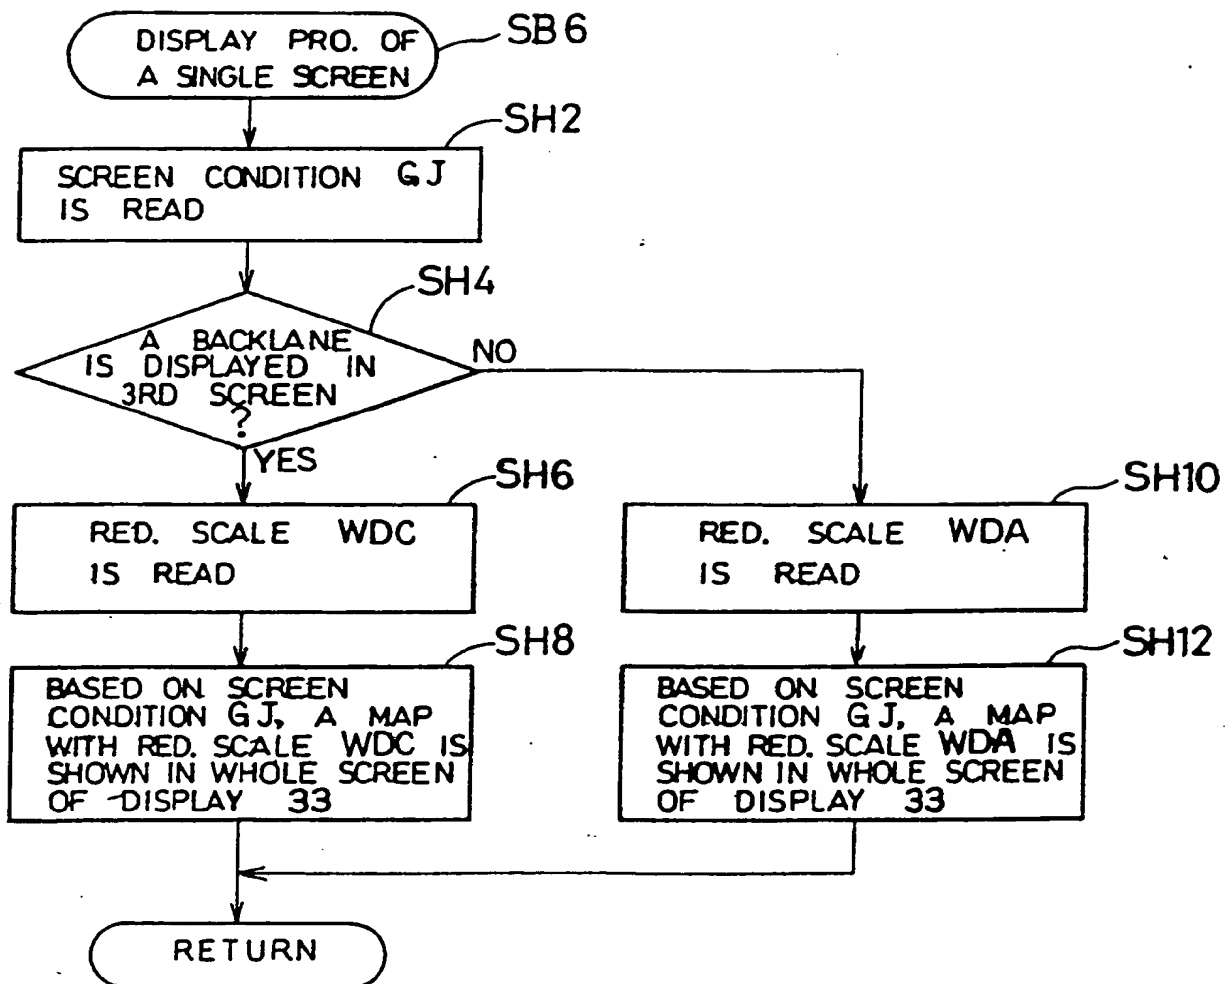 DISPLAY PRO. OF
A SINGLE SCREEN
SB6
SH2
SCREEN CONDITION GJ
IS READ
SH4
A BACKLANE
IS DISPLAYED IN
3RD SCREEN
?
NO
YES
SH6
RED. SCALE WDC
IS READ
SH10
RED. SCALE WDA
IS READ
SH8
BASED ON SCREEN
CONDITION GJ, A MAP
WITH RED. SCALE WDC IS
SHOWN IN WHOLE SCREEN
OF DISPLAY 33
SH12
BASED ON SCREEN
CONDITION GJ, A MAP
WITH RED. SCALE WDA IS
SHOWN IN WHOLE SCREEN
OF DISPLAY 33
RETURN